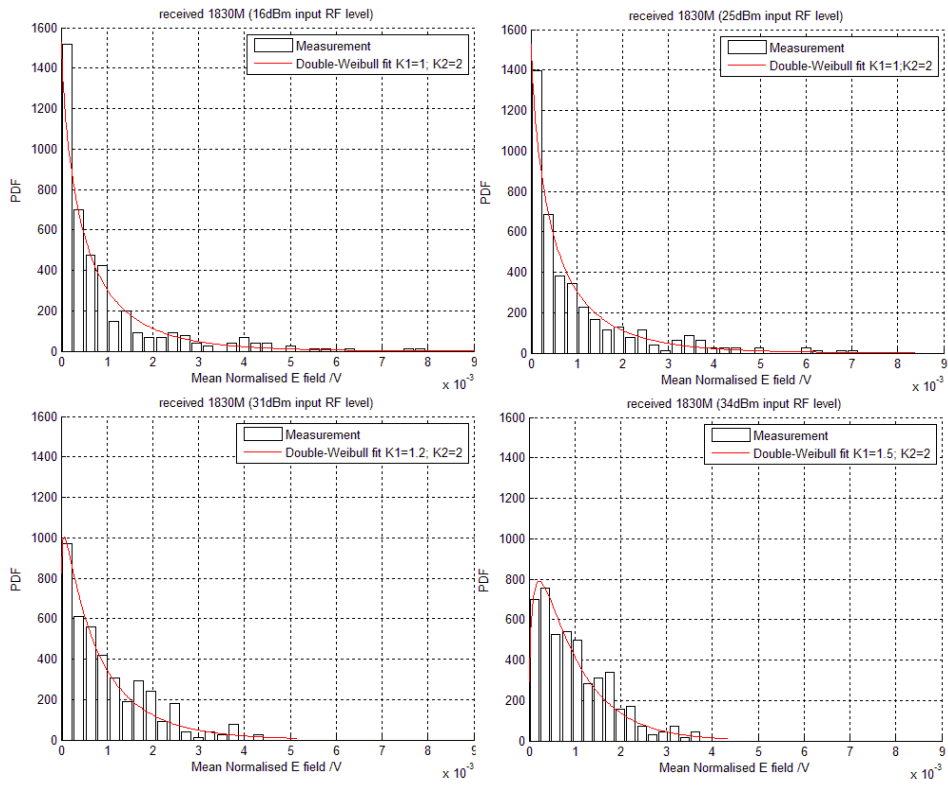 received 1830M (16dBm input RF level)
Measurement
Double-Weibull fit K1=1; K2=2
PDF
1600
1400
1200
1000
800
600
400
200
0
0 1 2 3 4 5 6 7 8 9
Mean Normalised E field /V
x 10^-3
received 1830M (25dBm input RF level)
Measurement
Double-Weibull fit K1=1;K2=2
PDF
1600
1400
1200
1000
800
600
400
200
0
0 1 2 3 4 5 6 7 8 9
Mean Normalised E field /V
x 10^-3
received 1830M (31dBm input RF level)
Measurement
Double-Weibull fit K1=1.2; K2=2
PDF
1600
1400
1200
1000
800
600
400
200
0
0 1 2 3 4 5 6 7 8 9
Mean Normalised E field /V
x 10^-3
received 1830M (34dBm input RF level)
Measurement
Double-Weibull fit K1=1.5; K2=2
PDF
1600
1400
1200
1000
800
600
400
200
0
0 1 2 3 4 5 6 7 8 9
Mean Normalised E field /V
x 10^-3